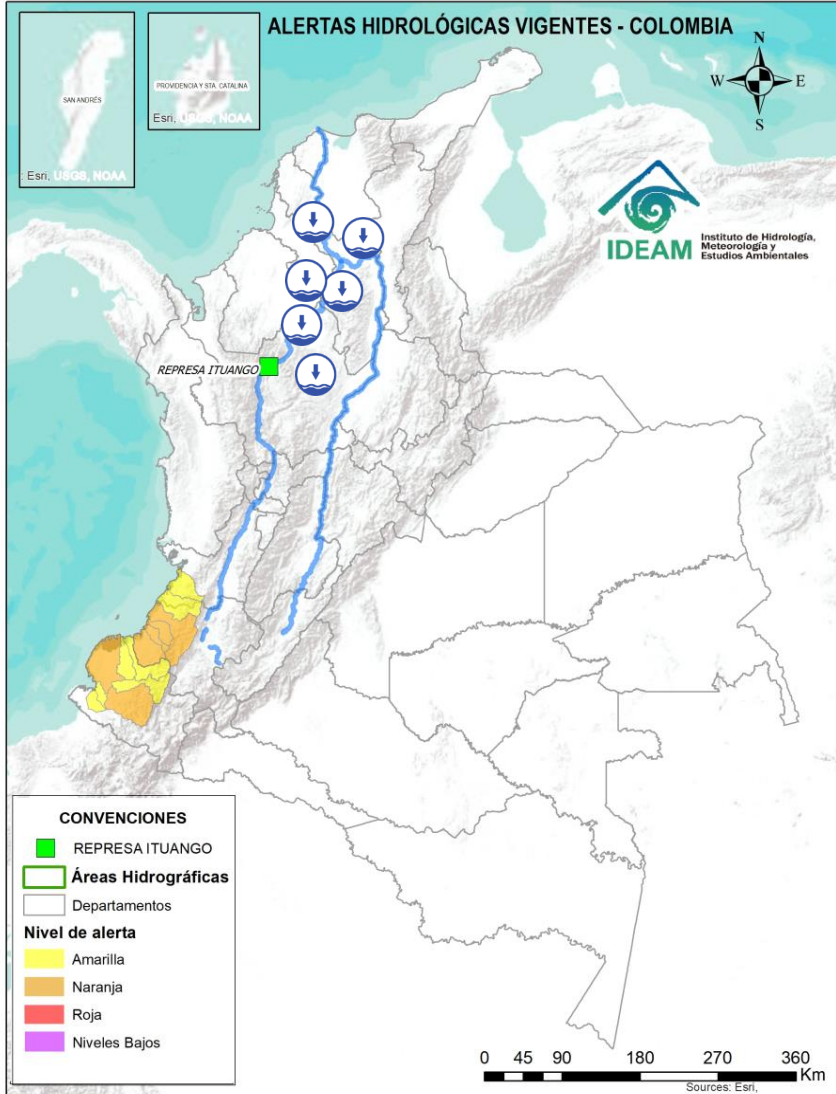 ALERTAS HIDROLÓGICAS VIGENTES - COLOMBIA
SAN ANDRÉS
Esri, USGS, NOAA
PROVIDENCIA Y STA. CATALINA
Esri, USGS, NOAA
N
W
E
S
IDEAM
Instituto de Hidrología,
Meteorología y
Estudios Ambientales
REPRESA ITUANGO
CONVENCIONES
REPRESA ITUANGO
Áreas Hidrográficas
Departamentos
Nivel de alerta
Amarilla
Naranja
Roja
Niveles Bajos
0 45 90 180 270 360
Km
Sources: Esri,